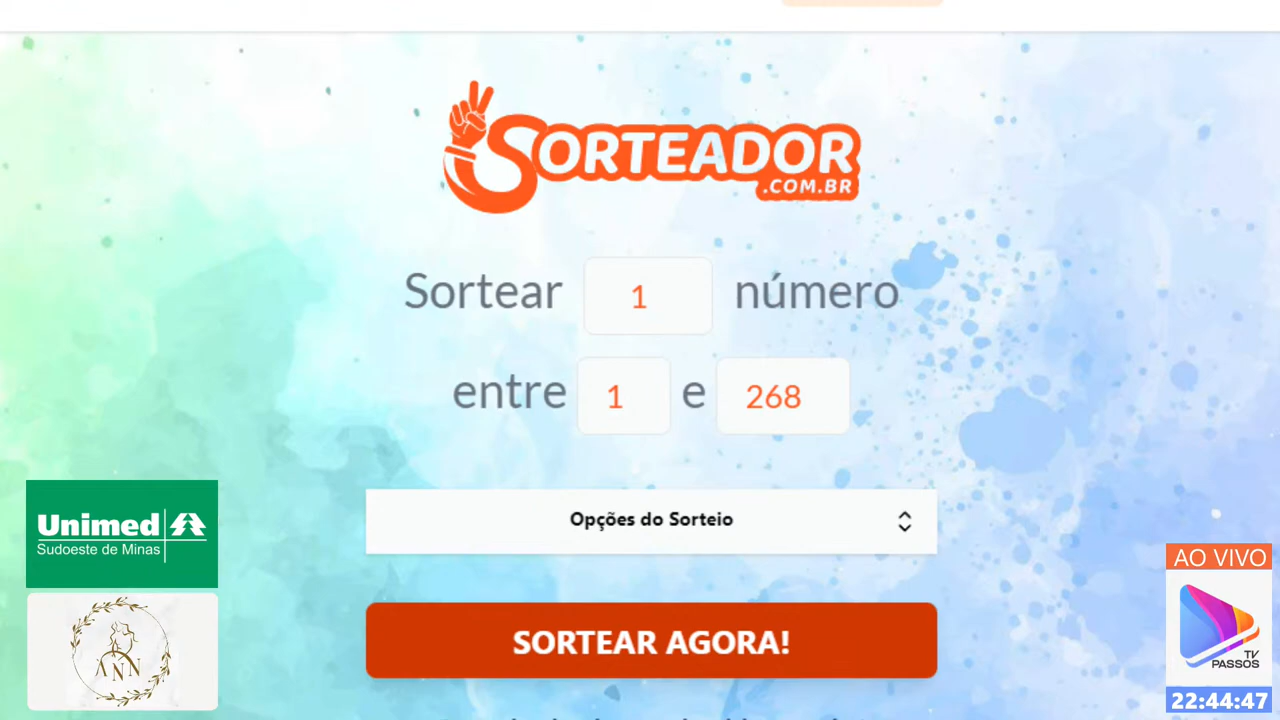 SORTEADOR
.COM.BR
Sortear 1 número
entre 1 e 268
Opções do Sorteio
SORTEAR AGORA!
Unimed
Sudoeste de Minas
ANN
AO VIVO
TV
PASSOS
22:44:47